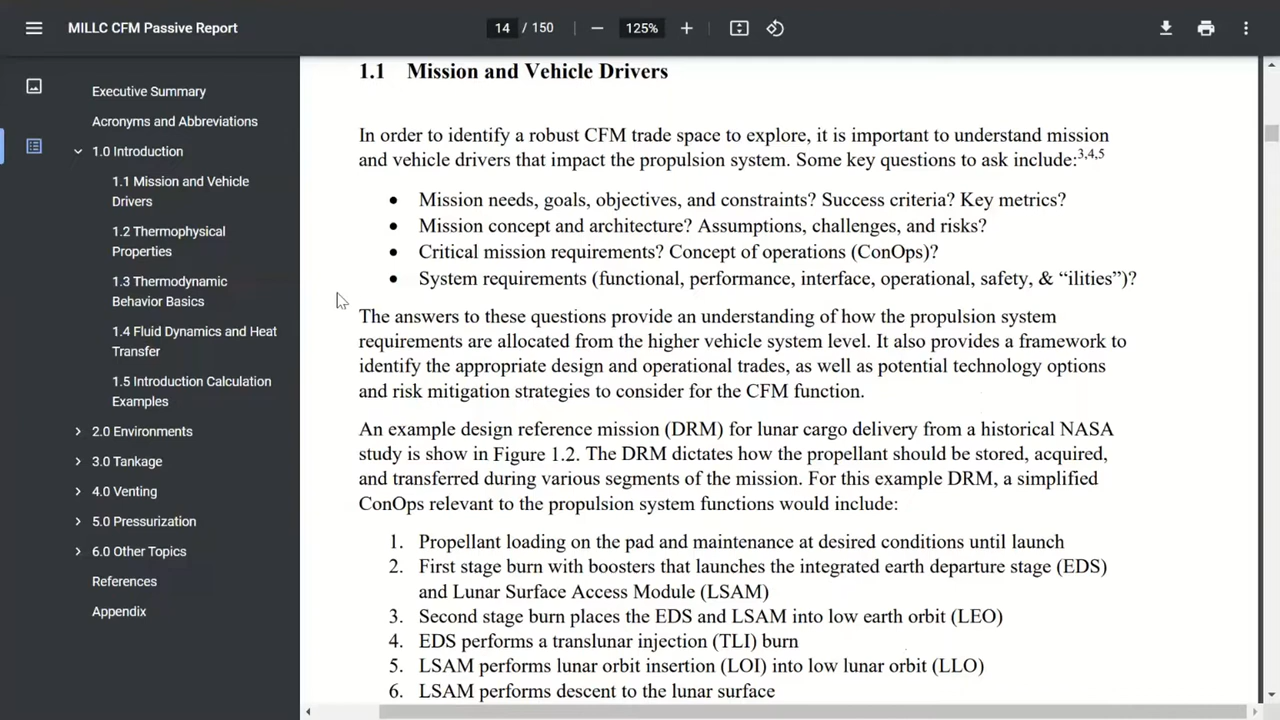 MILLC CFM Passive Report
14 / 150
125%
Executive Summary
Acronyms and Abbreviations
1.0 Introduction
1.1 Mission and Vehicle
Drivers
1.2 Thermophysical
Properties
1.3 Thermodynamic
Behavior Basics
1.4 Fluid Dynamics and Heat
Transfer
1.5 Introduction Calculation
Examples
2.0 Environments
3.0 Tankage
4.0 Venting
5.0 Pressurization
6.0 Other Topics
References
Appendix
1.1 Mission and Vehicle Drivers
In order to identify a robust CFM trade space to explore, it is important to understand mission
and vehicle drivers that impact the propulsion system. Some key questions to ask include:3,4,5
• Mission needs, goals, objectives, and constraints? Success criteria? Key metrics?
• Mission concept and architecture? Assumptions, challenges, and risks?
• Critical mission requirements? Concept of operations (ConOps)?
• System requirements (functional, performance, interface, operational, safety, & “ilities”)?
The answers to these questions provide an understanding of how the propulsion system
requirements are allocated from the higher vehicle system level. It also provides a framework to
identify the appropriate design and operational trades, as well as potential technology options
and risk mitigation strategies to consider for the CFM function.
An example design reference mission (DRM) for lunar cargo delivery from a historical NASA
study is show in Figure 1.2. The DRM dictates how the propellant should be stored, acquired,
and transferred during various segments of the mission. For this example DRM, a simplified
ConOps relevant to the propulsion system functions would include:
1. Propellant loading on the pad and maintenance at desired conditions until launch
2. First stage burn with boosters that launches the integrated earth departure stage (EDS)
and Lunar Surface Access Module (LSAM)
3. Second stage burn places the EDS and LSAM into low earth orbit (LEO)
4. EDS performs a translunar injection (TLI) burn
5. LSAM performs lunar orbit insertion (LOI) into low lunar orbit (LLO)
6. LSAM performs descent to the lunar surface